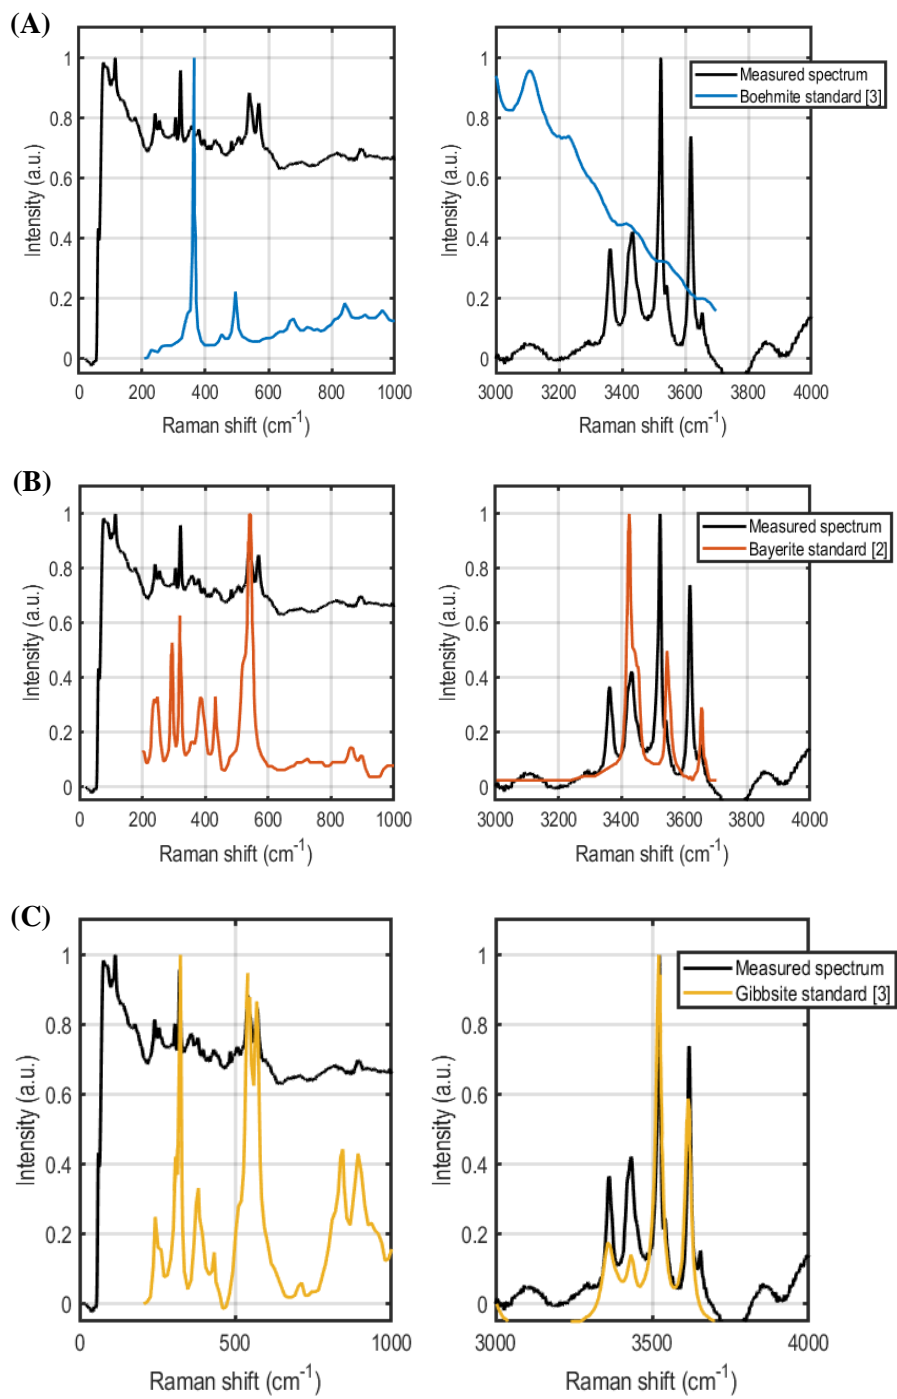 (A)
Intensity (a.u.)
1
0.8
0.6
0.4
0.2
0
0 200 400 600 800 1000
Raman shift (cm⁻¹)
Intensity (a.u.)
1
0.8
0.6
0.4
0.2
0
3000 3200 3400 3600 3800 4000
Raman shift (cm⁻¹)
Measured spectrum
Boehmite standard [3]
(B)
Intensity (a.u.)
1
0.8
0.6
0.4
0.2
0
0 200 400 600 800 1000
Raman shift (cm⁻¹)
Intensity (a.u.)
1
0.8
0.6
0.4
0.2
0
3000 3200 3400 3600 3800 4000
Raman shift (cm⁻¹)
Measured spectrum
Bayerite standard [2]
(C)
Intensity (a.u.)
1
0.8
0.6
0.4
0.2
0
0 500 1000
Raman shift (cm⁻¹)
Intensity (a.u.)
1
0.8
0.6
0.4
0.2
0
3000 3500 4000
Raman shift (cm⁻¹)
Measured spectrum
Gibbsite standard [3]